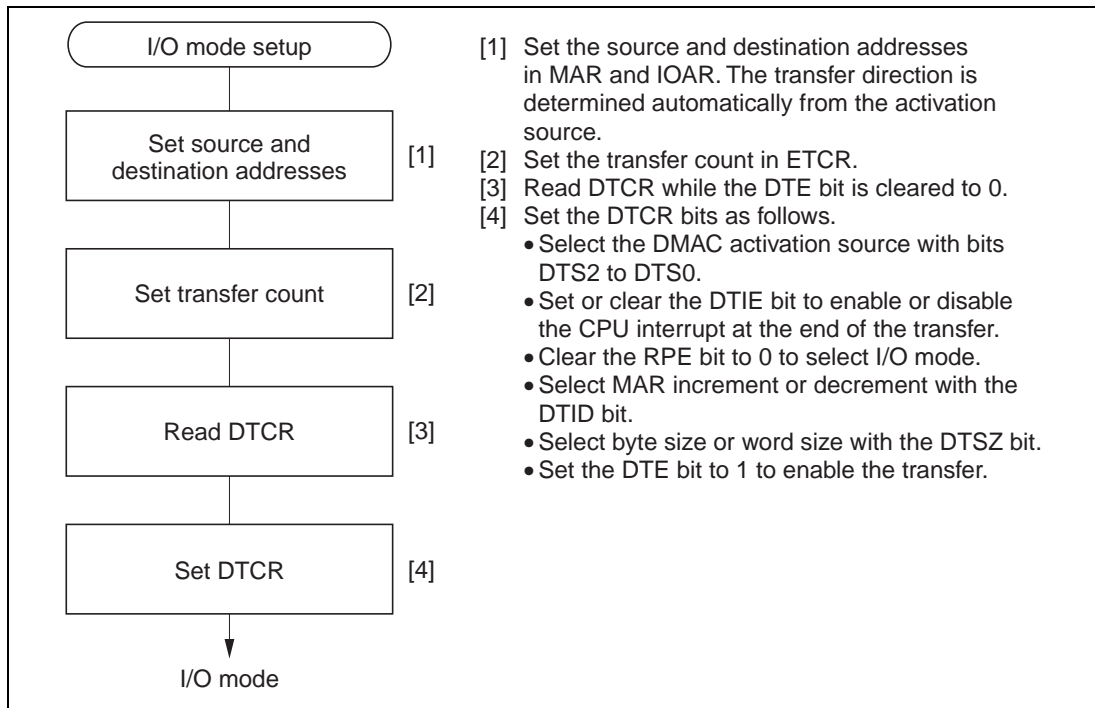 I/O mode setup
Set source and
destination addresses
[1]
Set transfer count
[2]
Read DTCR
[3]
Set DTCR
[4]
I/O mode
[1] Set the source and destination addresses
in MAR and IOAR. The transfer direction is
determined automatically from the activation
source.
[2] Set the transfer count in ETCR.
[3] Read DTCR while the DTE bit is cleared to 0.
[4] Set the DTCR bits as follows.
• Select the DMAC activation source with bits
DTS2 to DTS0.
• Set or clear the DTIE bit to enable or disable
the CPU interrupt at the end of the transfer.
• Clear the RPE bit to 0 to select I/O mode.
• Select MAR increment or decrement with the
DTID bit.
• Select byte size or word size with the DTSZ bit.
• Set the DTE bit to 1 to enable the transfer.